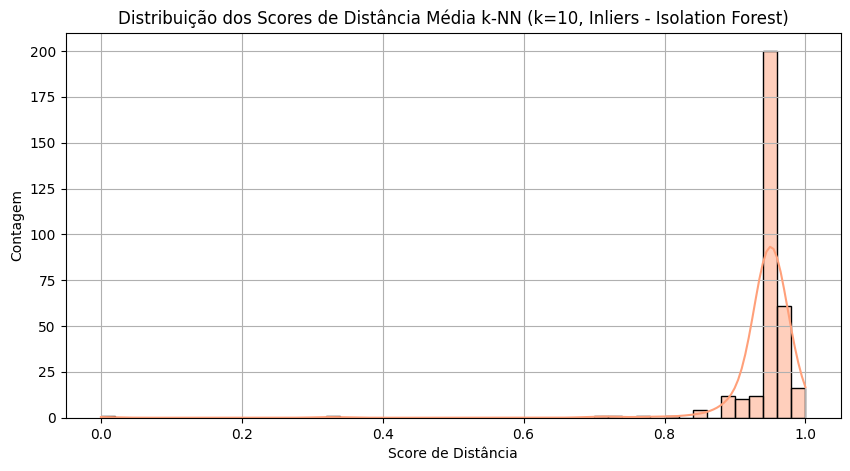 Distribuição dos Scores de Distância Média k-NN (k=10, Inliers - Isolation Forest)
200
175
150
125
100
75
50
25
0
Contagem
0.0 0.2 0.4 0.6 0.8 1.0
Score de Distância